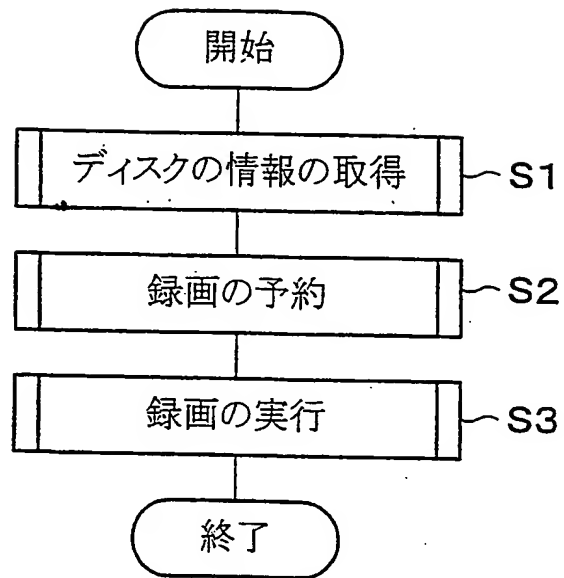 開始
ディスクの情報の取得 S1
録画の予約 S2
録画の実行 S3
終了